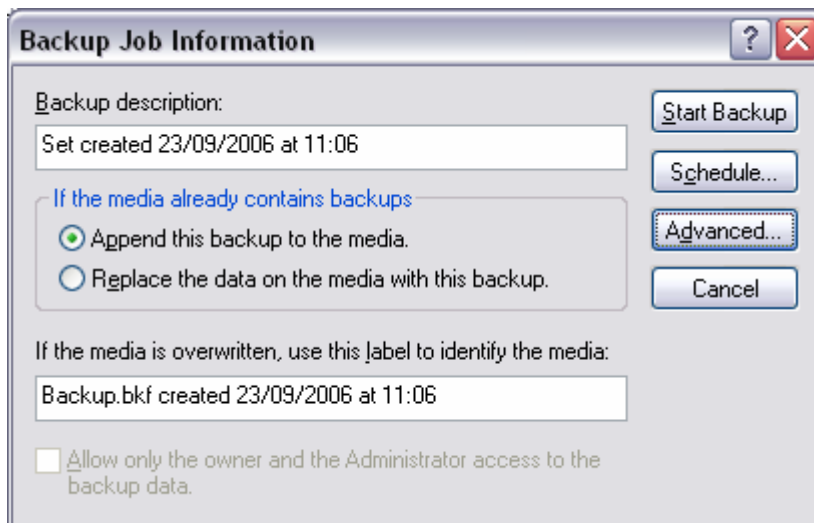 Backup Job Information
Backup description:
Start Backup
Set created 23/09/2006 at 11:06
Schedule...
If the media already contains backups
Append this backup to the media.
Advanced...
Replace the data on the media with this backup.
Cancel
If the media is overwritten, use this label to identify the media:
Backup.bkf created 23/09/2006 at 11:06
Allow only the owner and the Administrator access to the
backup data.